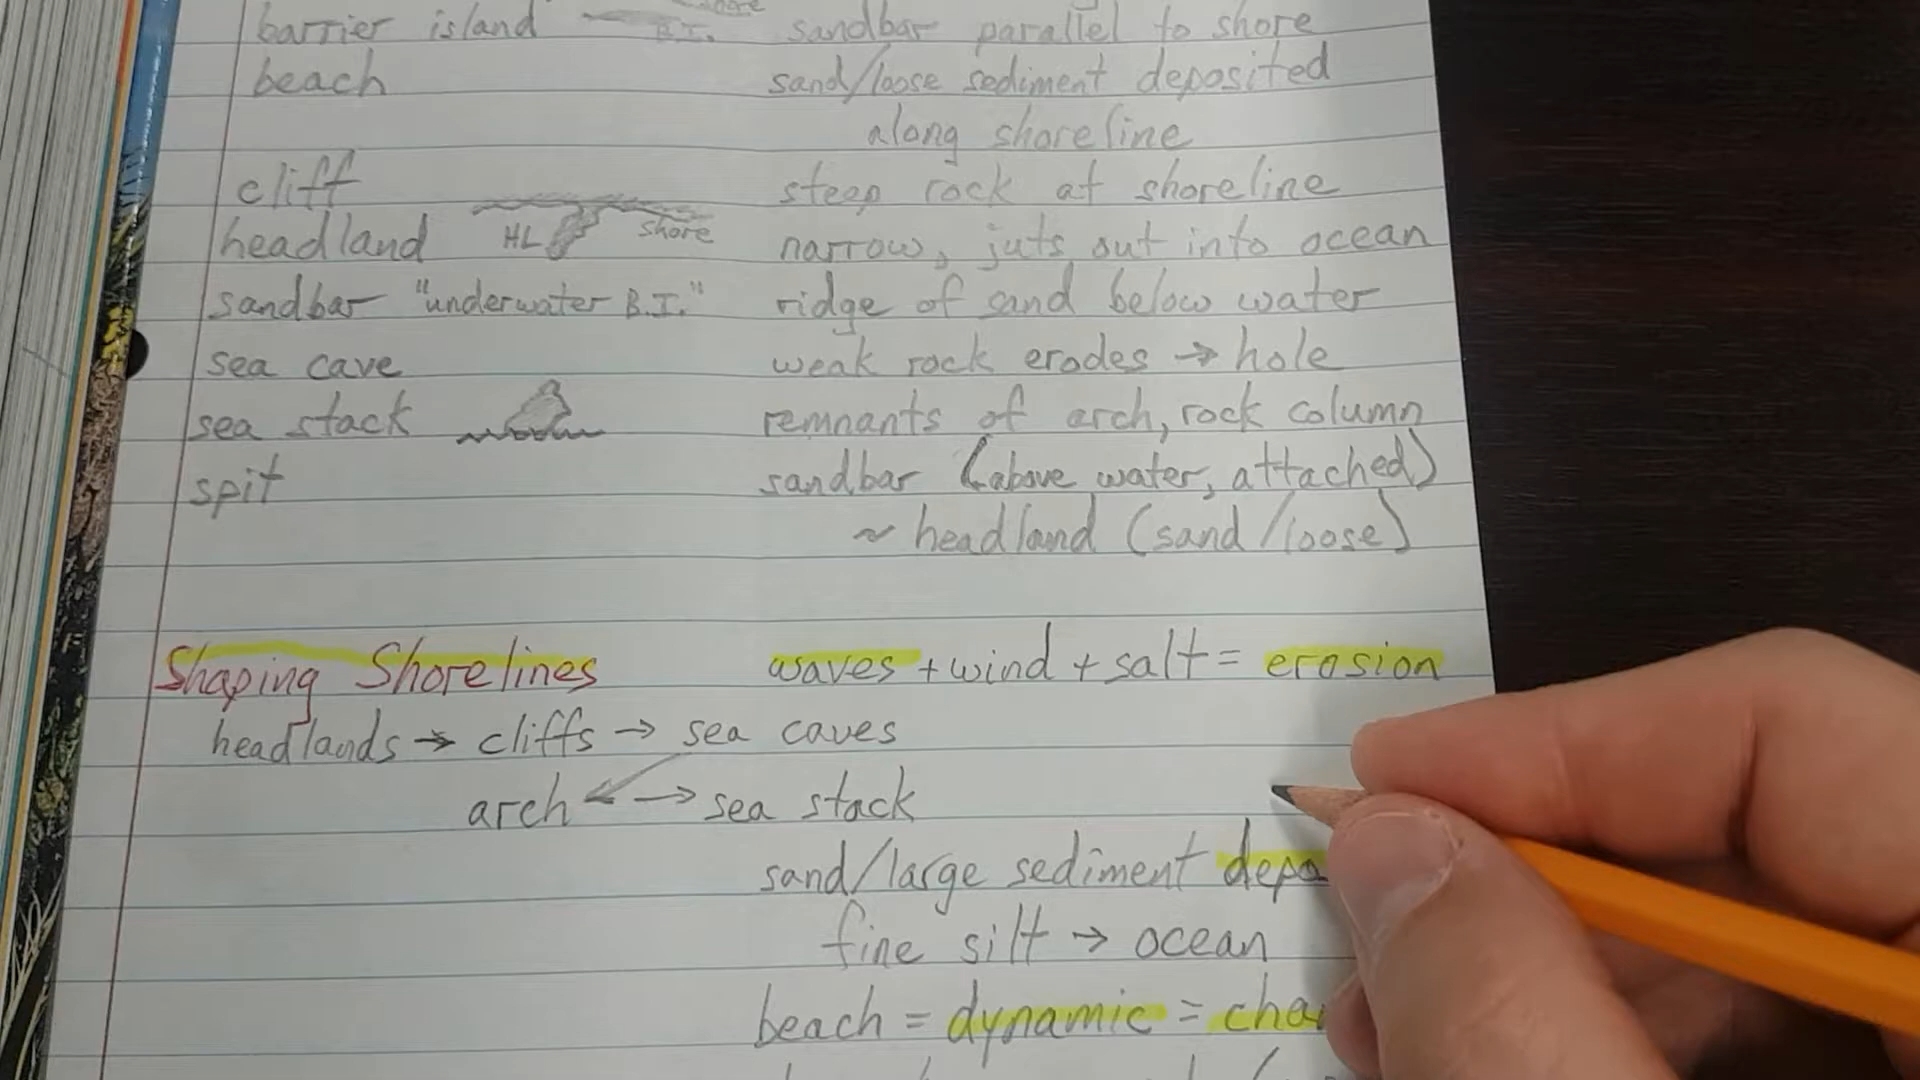 barrier island B.I. sandbar parallel to shore
beach sand/loose sediment deposited
along shoreline
cliff steep rock at shoreline
headland HL shore narrow, juts out into ocean
sandbar "underwater B.I." ridge of sand below water
sea cave weak rock erodes → hole
sea stack remnants of arch, rock column
spit sandbar (above water, attached)
~ headland (sand/loose)
Shaping Shorelines waves + wind + salt = erosion
headlands → cliffs → sea caves
arch ← → sea stack
sand/large sediment depo
fine silt → ocean
beach = dynamic = cha